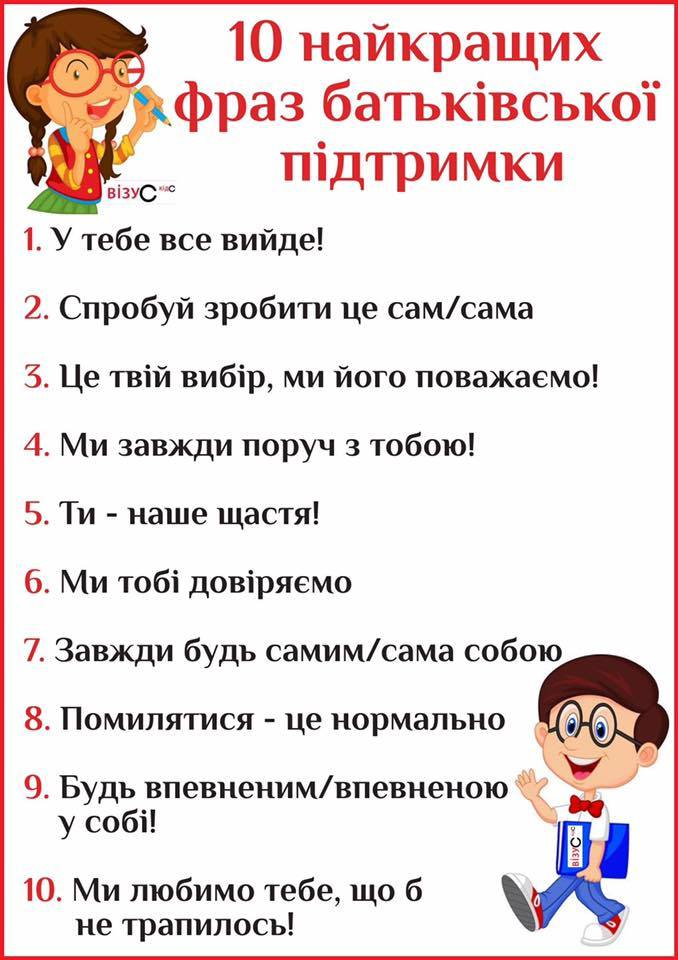 10 найкращих
фраз батьківської
підтримки
ВІЗУС КІДС
1. У тебе все вийде!
2. Спробуй зробити це сам/сама
3. Це твій вибір, ми його поважаємо!
4. Ми завжди поруч з тобою!
5. Ти - наше щастя!
6. Ми тобі довіряємо
7. Завжди будь самим/сама собою
8. Помилятися - це нормально
9. Будь впевненим/впевненою
у собі!
10. Ми любимо тебе, що б
не трапилось!
ВІЗУС КІДС